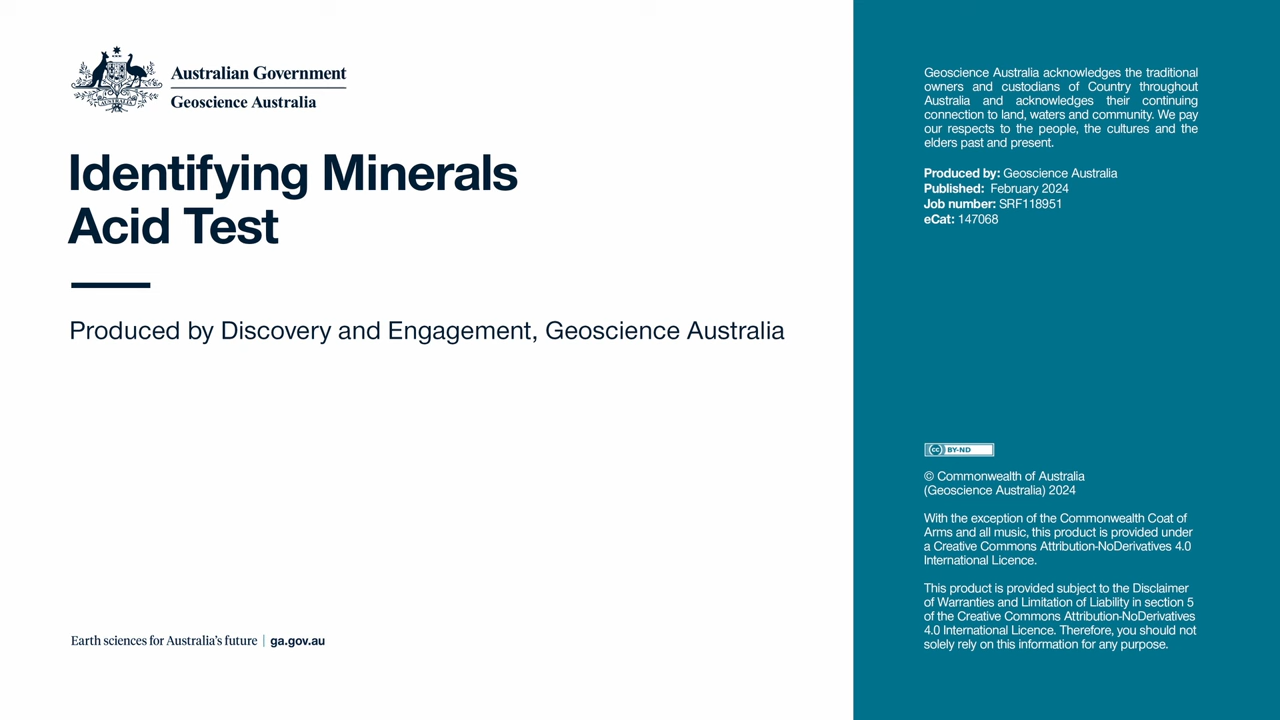 Australian Government
Geoscience Australia
Identifying Minerals
Acid Test
Produced by Discovery and Engagement, Geoscience Australia
Earth sciences for Australia's future | ga.gov.au
Geoscience Australia acknowledges the traditional
owners and custodians of Country throughout
Australia and acknowledges their continuing
connection to land, waters and community. We pay
our respects to the people, the cultures and the
elders past and present.
Produced by: Geoscience Australia
Published: February 2024
Job number: SRF118951
eCat: 147068
cc BY-ND
© Commonwealth of Australia
(Geoscience Australia) 2024
With the exception of the Commonwealth Coat of
Arms and all music, this product is provided under
a Creative Commons Attribution-NoDerivatives 4.0
International Licence.
This product is provided subject to the Disclaimer
of Warranties and Limitation of Liability in section 5
of the Creative Commons Attribution-NoDerivatives
4.0 International Licence. Therefore, you should not
solely rely on this information for any purpose.